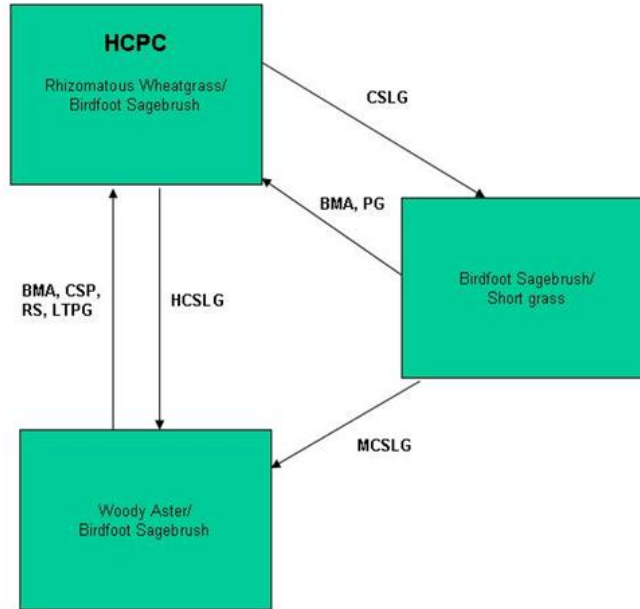 HCPC
Rhizomatous Wheatgrass/
Birdfoot Sagebrush
CSLG
BMA, PG
Birdfoot Sagebrush/
Short grass
BMA, CSP,
RS, LTPG
HCSLG
MCSLG
Woody Aster/
Birdfoot Sagebrush